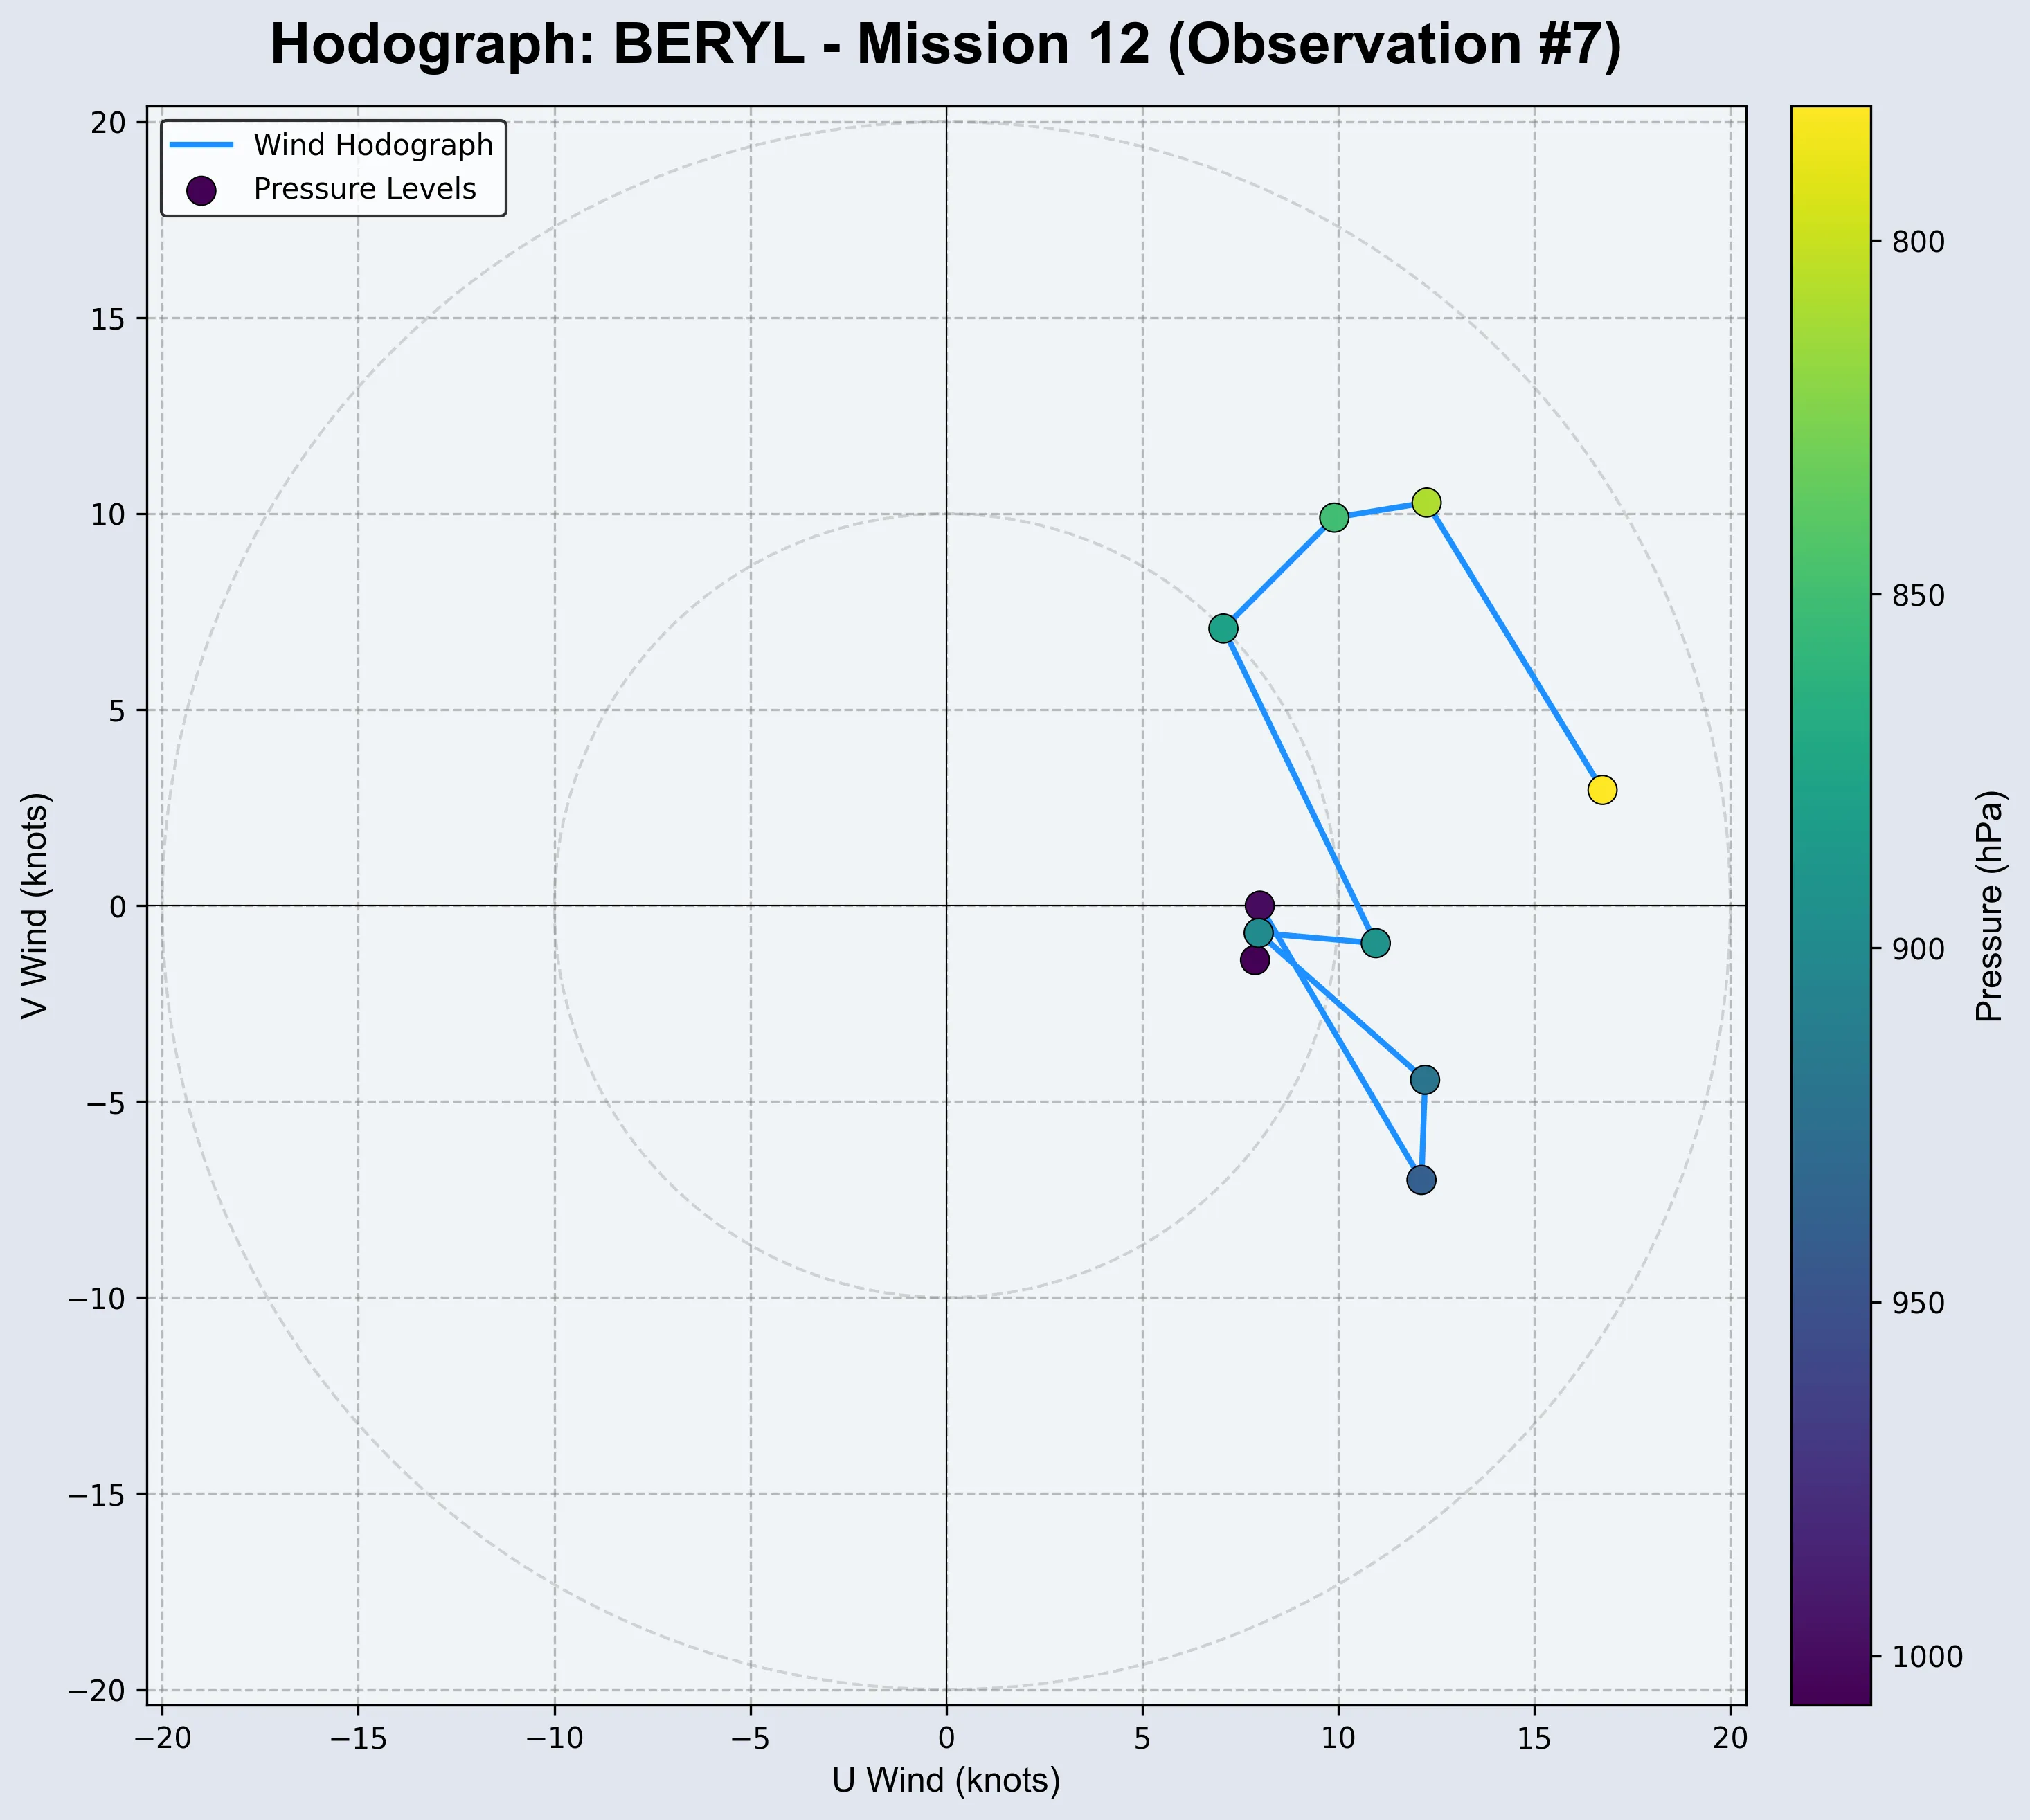 Hodograph: BERYL - Mission 12 (Observation #7)
Wind Hodograph
Pressure Levels
20
15
10
5
0
−5
−10
−15
−20
V Wind (knots)
−20 −15 −10 −5 0 5 10 15 20
U Wind (knots)
800
850
900
950
1000
Pressure (hPa)